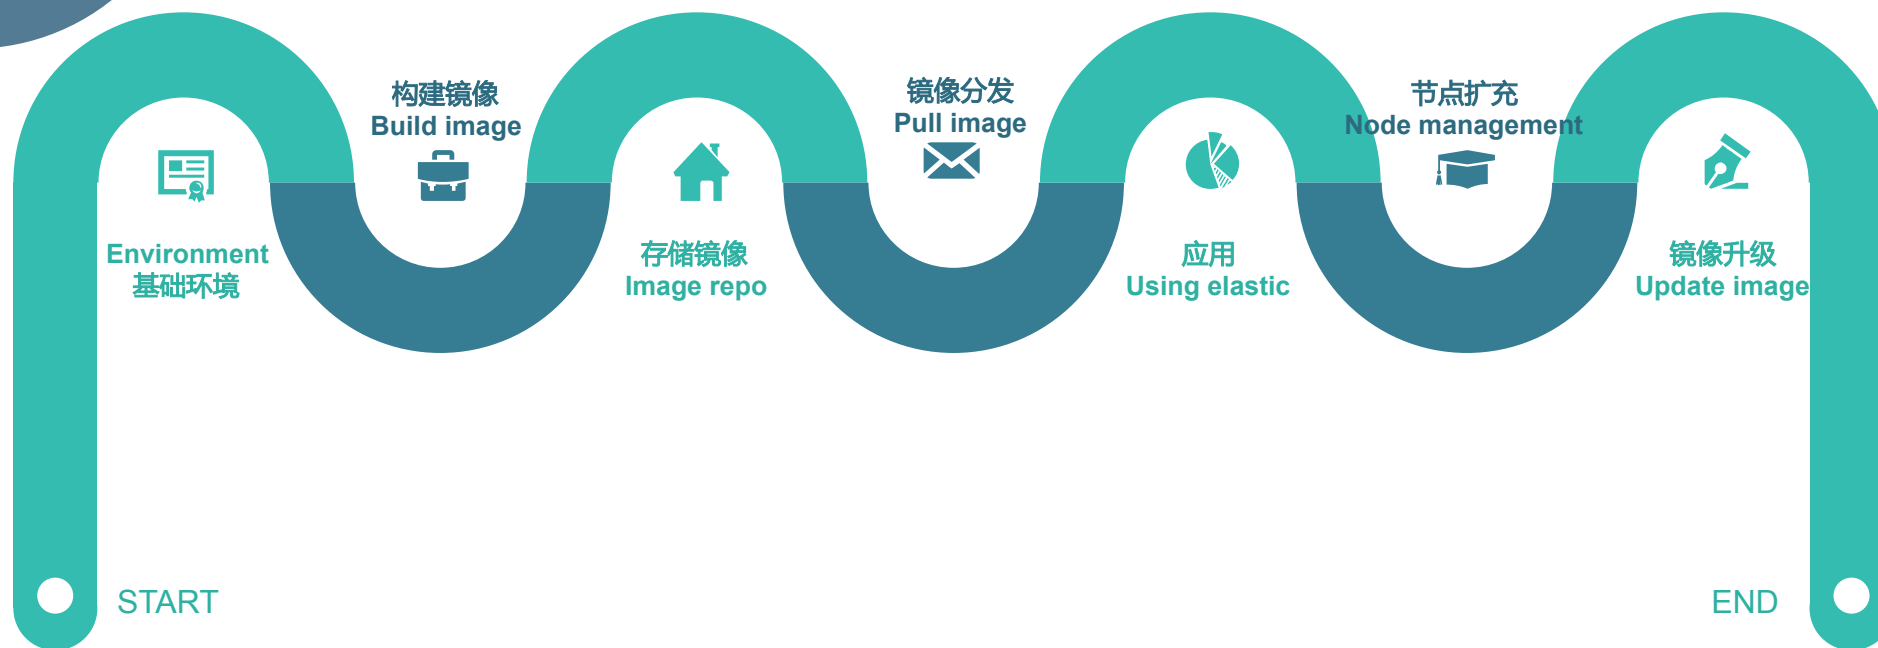 START
Environment
基础环境
构建镜像
Build image
存储镜像
Image repo
镜像分发
Pull image
应用
Using elastic
节点扩充
Node management
镜像升级
Update image
END